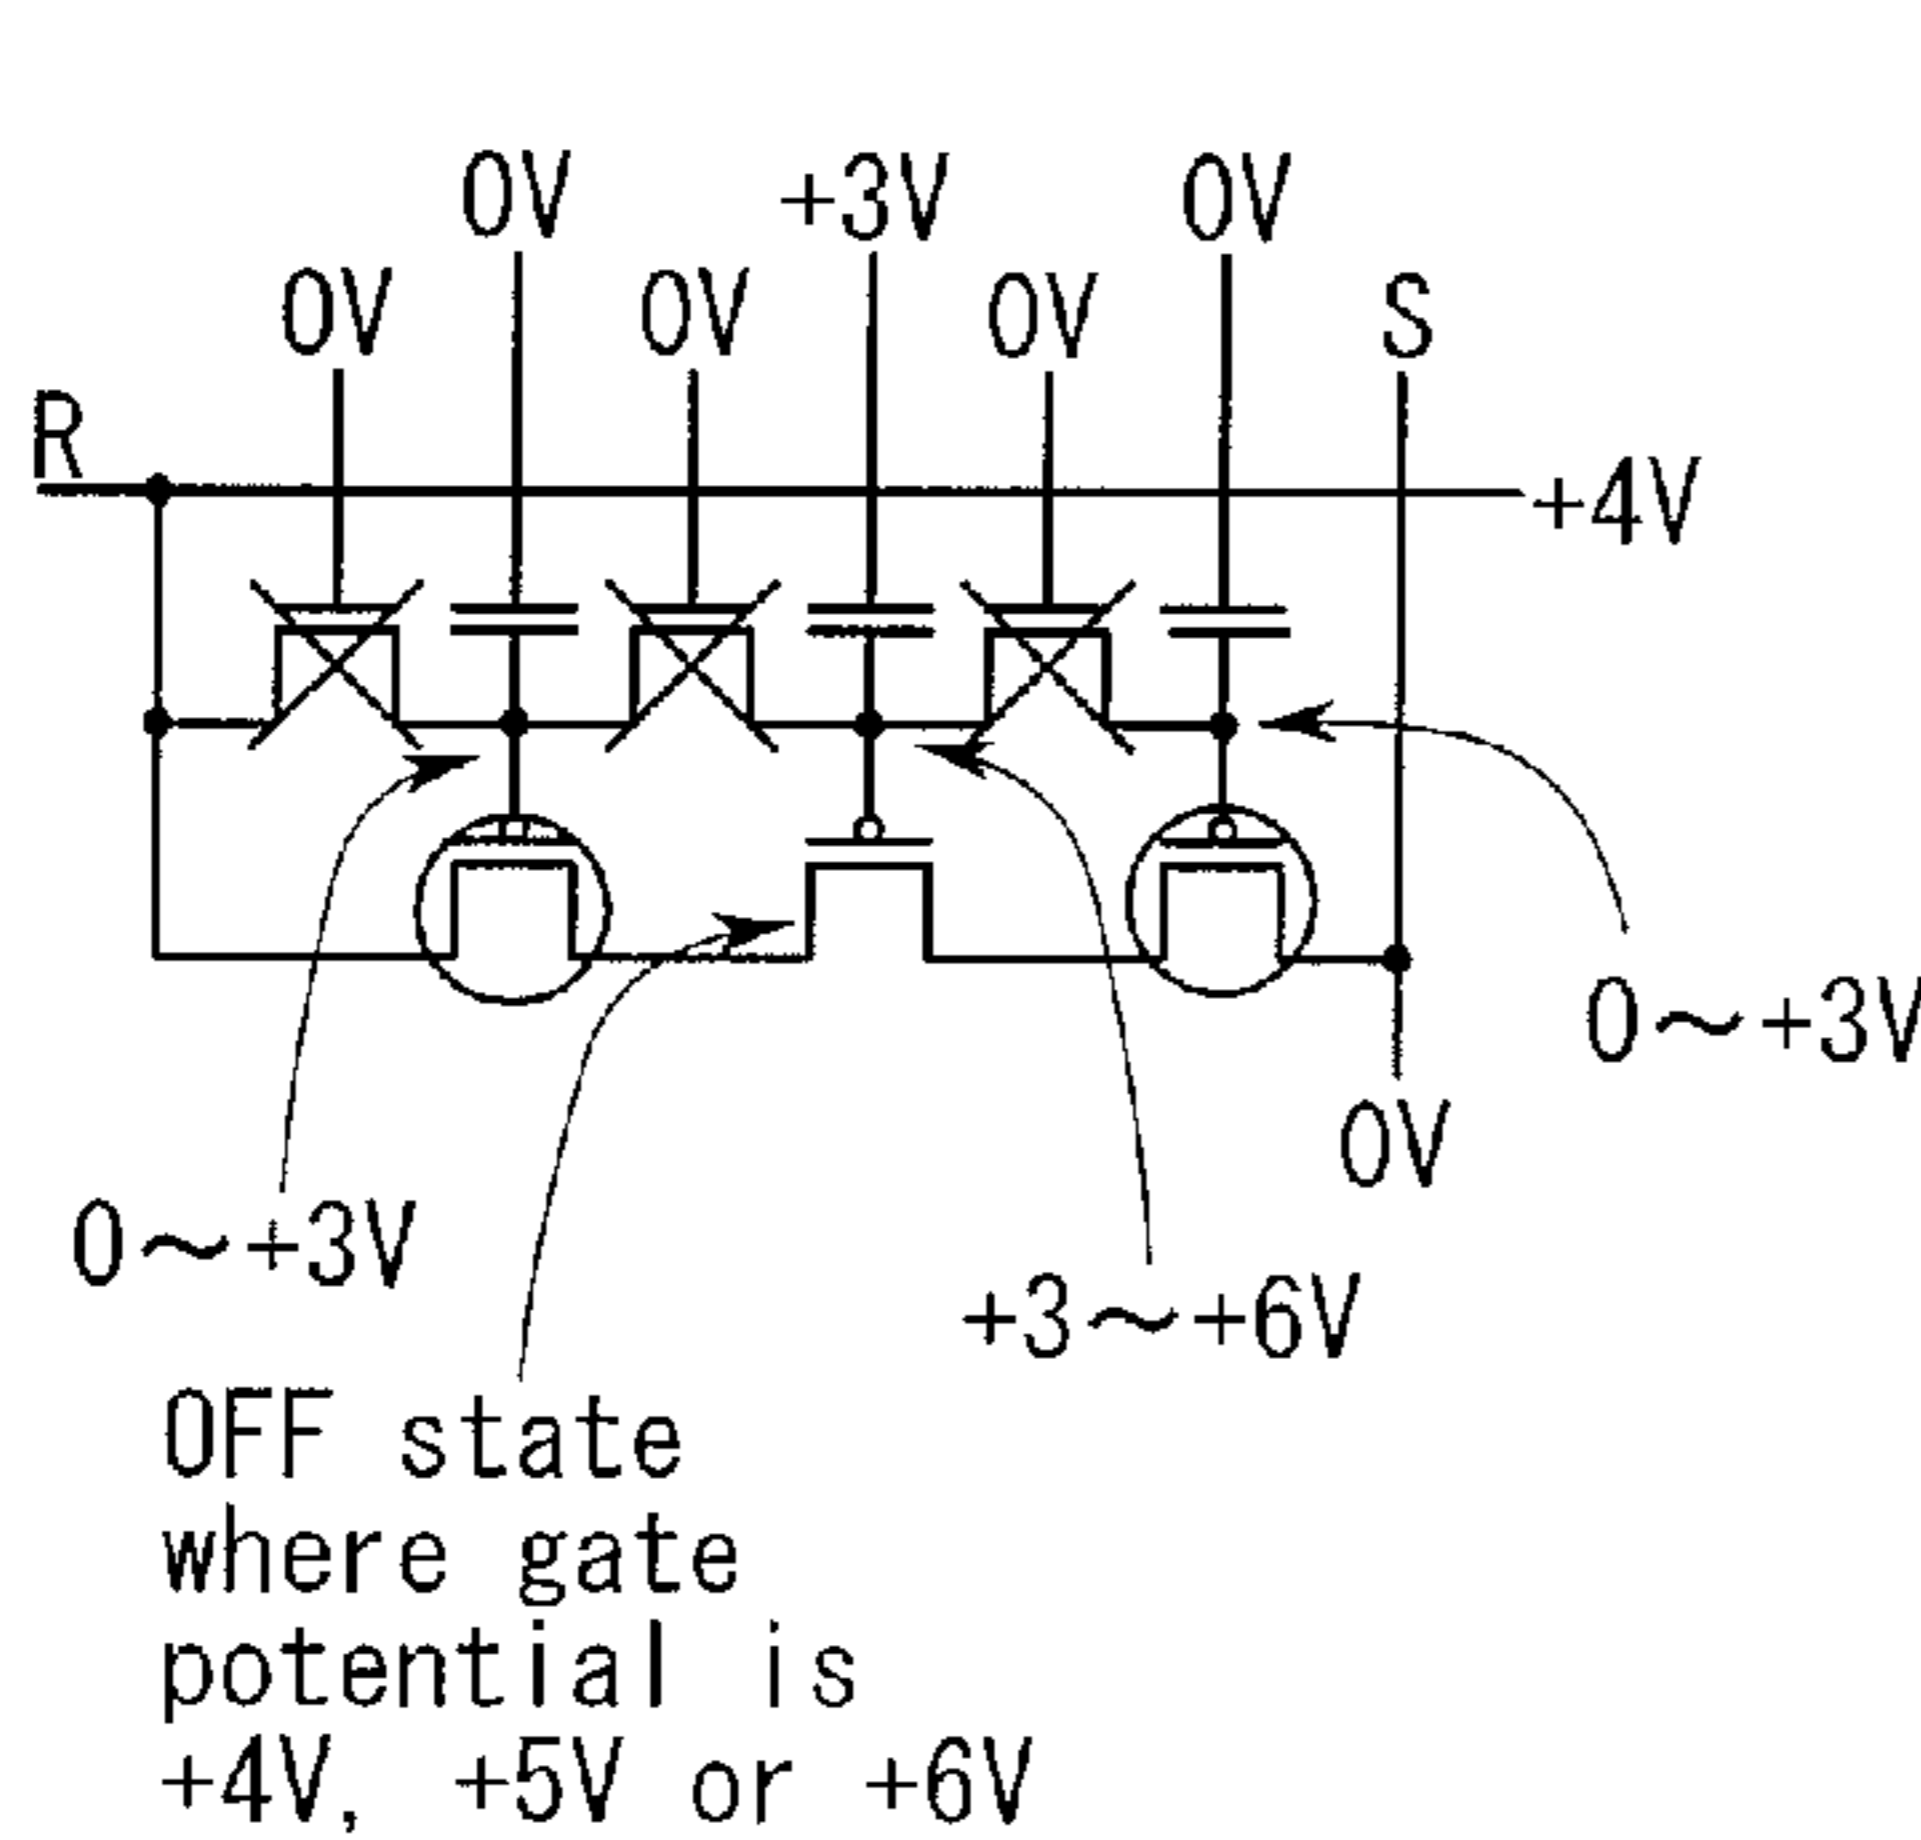 0V +3V 0V
0V 0V 0V S
R
+4V
0~+3V
0V
0~+3V
+3~+6V
OFF state
where gate
potential is
+4V, +5V or +6V